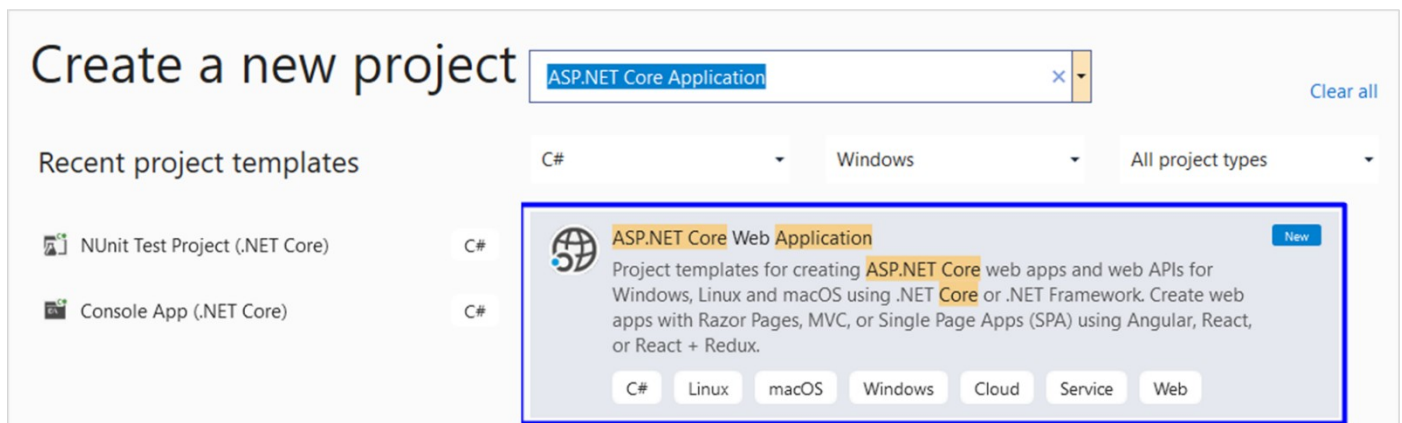 Create a new project
ASP.NET Core Application
Clear all
Recent project templates
C#
Windows
All project types
NUnit Test Project (.NET Core)
C#
Console App (.NET Core)
C#
ASP.NET Core Web Application
New
Project templates for creating ASP.NET Core web apps and web APIs for
Windows, Linux and macOS using .NET Core or .NET Framework. Create web
apps with Razor Pages, MVC, or Single Page Apps (SPA) using Angular, React,
or React + Redux.
C#
Linux
macOS
Windows
Cloud
Service
Web